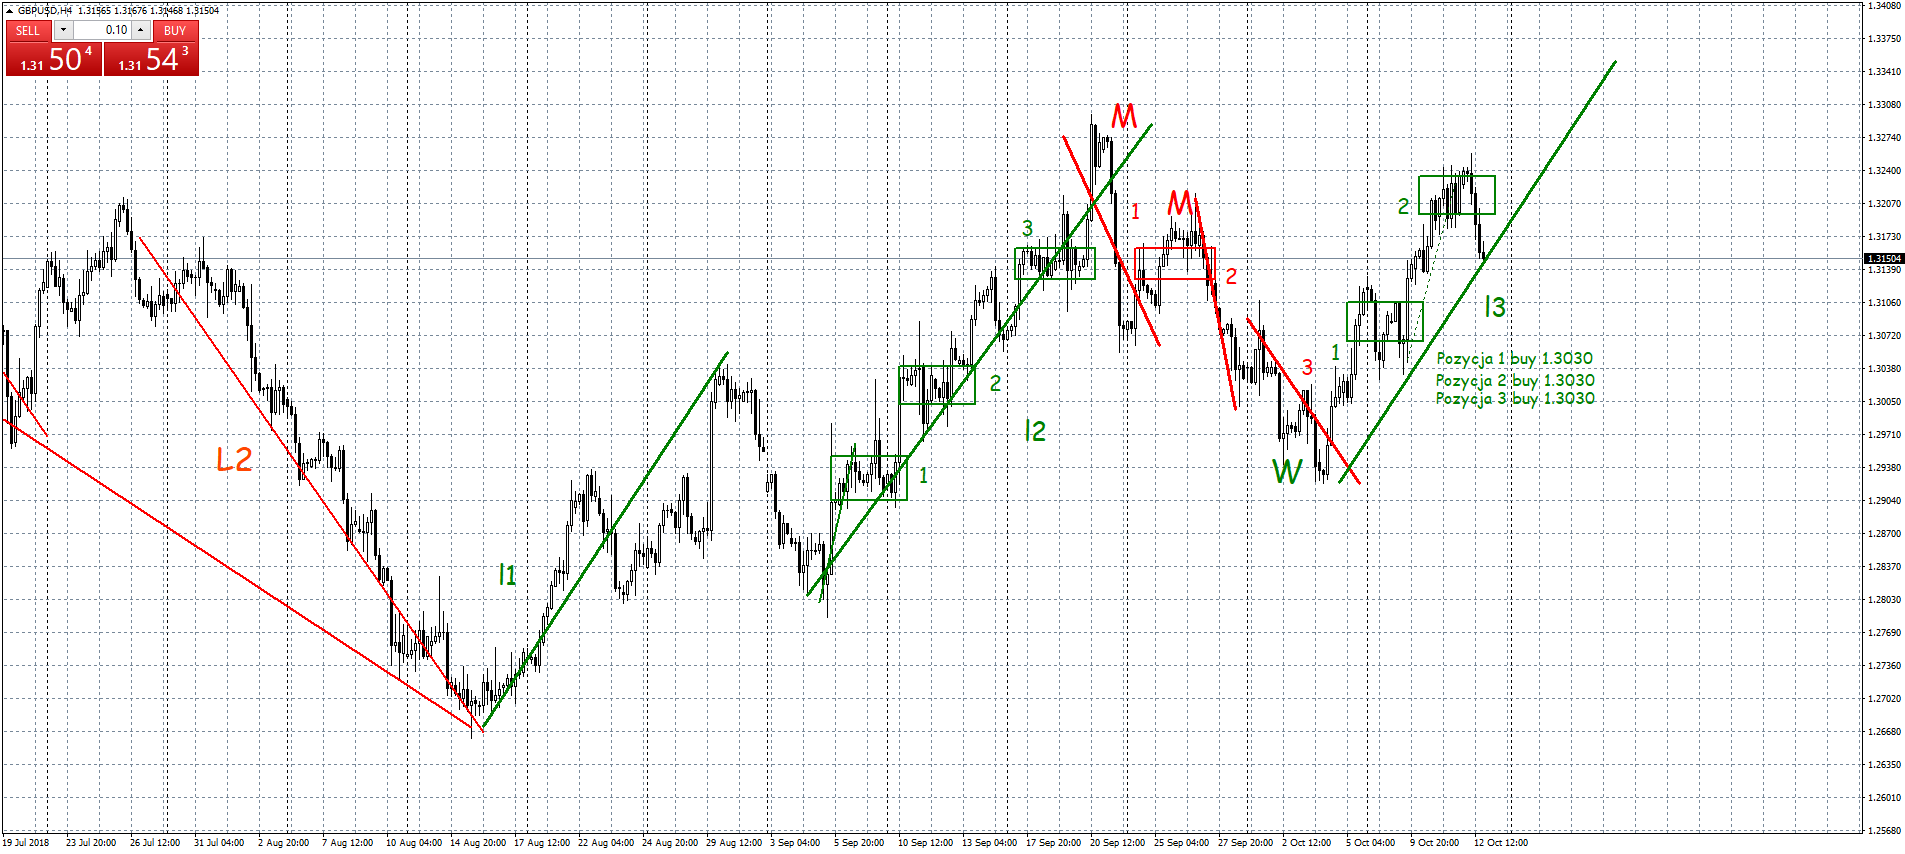 GBPUSD,H4 1.31565 1.31676 1.31468 1.31504
SELL 0.10 BUY
1.31 50 4 1.31 54 3
1.34080
1.33750
1.33410
1.33080
1.32740
1.32400
1.32070
1.31730
1.31504
1.31390
1.31060
1.30720
1.30380
1.30050
1.29710
1.29380
1.29040
1.28700
1.28370
1.28030
1.27690
1.27360
1.27020
1.26680
1.26350
1.26010
1.25680
L2
l1
1
2
3
l2
M
1
M
2
3
W
1
2
l3
Pozycja 1 buy 1.3030
Pozycja 2 buy 1.3030
Pozycja 3 buy 1.3030
19 Jul 2018 23 Jul 20:00 26 Jul 12:00 31 Jul 04:00 2 Aug 20:00 7 Aug 12:00 10 Aug 04:00 14 Aug 20:00 17 Aug 12:00 22 Aug 04:00 24 Aug 20:00 29 Aug 12:00 3 Sep 04:00 5 Sep 20:00 10 Sep 12:00 13 Sep 04:00 17 Sep 20:00 20 Sep 12:00 25 Sep 04:00 27 Sep 20:00 2 Oct 12:00 5 Oct 04:00 9 Oct 20:00 12 Oct 12:00